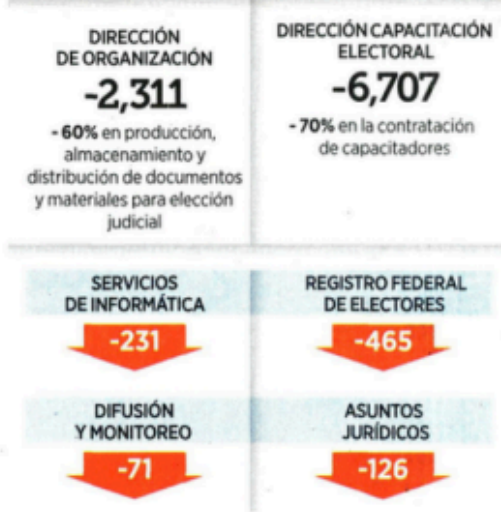 DIRECCIÓN
DE ORGANIZACIÓN
-2,311
- 60% en producción,
almacenamiento y
distribución de documentos
y materiales para elección
judicial
DIRECCIÓN CAPACITACIÓN
ELECTORAL
-6,707
- 70% en la contratación
de capacitadores
SERVICIOS
DE INFORMÁTICA
-231
REGISTRO FEDERAL
DE ELECTORES
-465
DIFUSIÓN
Y MONITOREO
-71
ASUNTOS
JURÍDICOS
-126